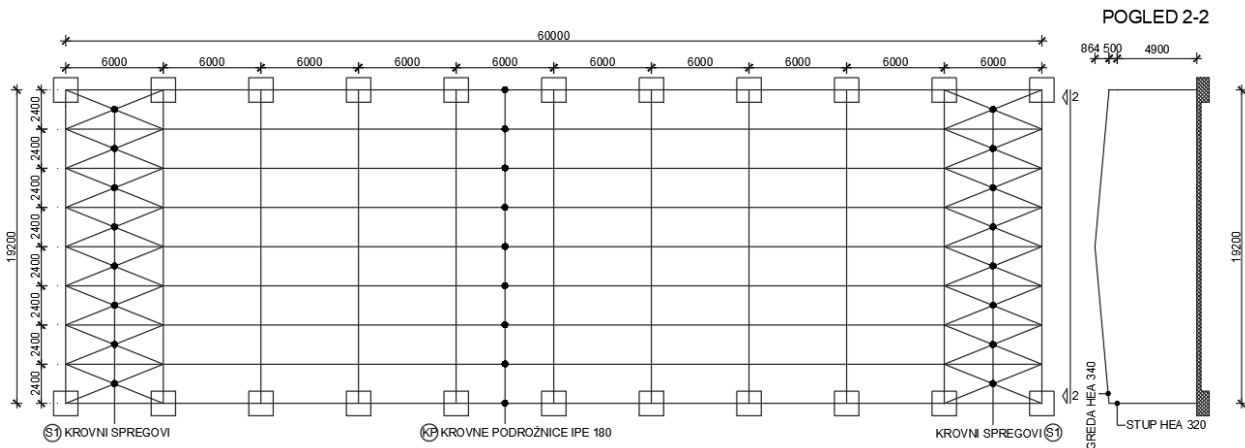 POGLED 2-2
60000
864 500 4900
6000 6000 6000 6000 6000 6000 6000 6000 6000 6000
2
19200
2400
2400
2400
2400
2400
2400
2400
2400
19200
2
GREDA HEA 340
STUP HEA 320
S1 KROVNI SPREGOVI
KP KROVNE PODROŽNICE IPE 180
KROVNI SPREGOVI S1